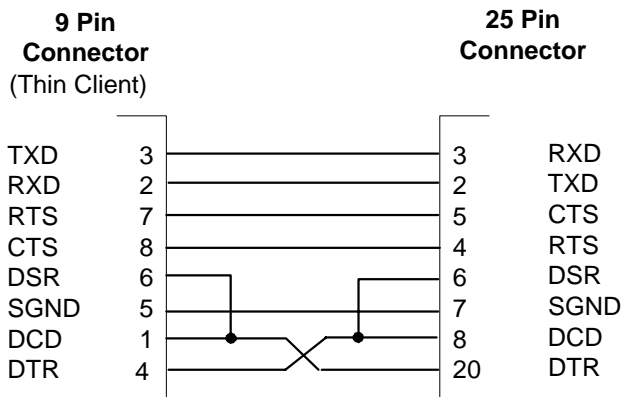 9 Pin
Connector
(Thin Client)
25 Pin
Connector
TXD 3 3 RXD
RXD 2 2 TXD
RTS 7 5 CTS
CTS 8 4 RTS
DSR 6 6 DSR
SGND 5 7 SGND
DCD 1 8 DCD
DTR 4 20 DTR